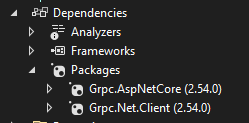 Dependencies
Analyzers
Frameworks
Packages
Grpc.AspNetCore (2.54.0)
Grpc.Net.Client (2.54.0)